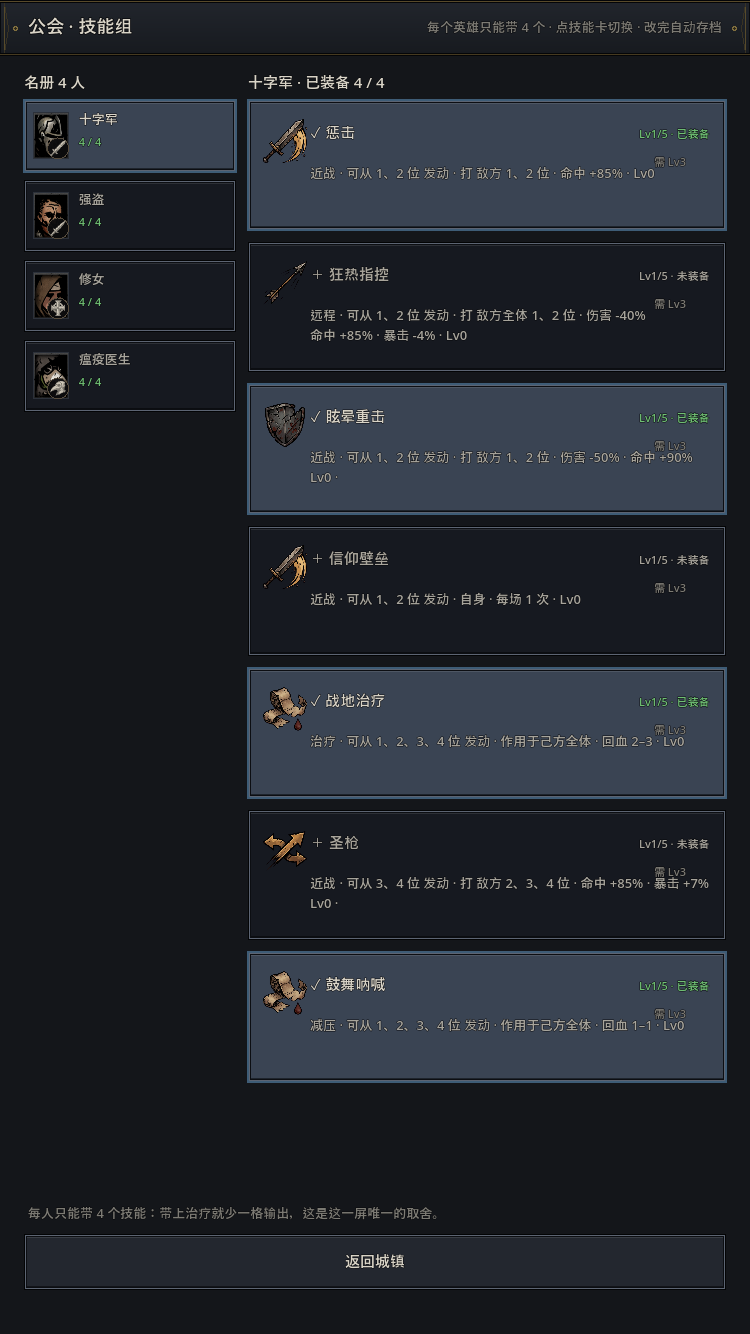 公会 · 技能组
每个英雄只能带 4 个 · 点技能卡切换 · 改完自动存档
名册 4 人
十字军 · 已装备 4 / 4
十字军
4 / 4
强盗
4 / 4
修女
4 / 4
瘟疫医生
4 / 4
✓ 惩击
Lv1/5 · 已装备
需 Lv3
近战 · 可从 1、2 位 发动 · 打 敌方 1、2 位 · 命中 +85% · Lv0
+ 狂热指控
Lv1/5 · 未装备
需 Lv3
远程 · 可从 1、2 位 发动 · 打 敌方全体 1、2 位 · 伤害 -40%
命中 +85% · 暴击 -4% · Lv0
✓ 眩晕重击
Lv1/5 · 已装备
需 Lv3
近战 · 可从 1、2 位 发动 · 打 敌方 1、2 位 · 伤害 -50% · 命中 +90%
Lv0 ·
+ 信仰壁垒
Lv1/5 · 未装备
需 Lv3
近战 · 可从 1、2 位 发动 · 自身 · 每场 1 次 · Lv0
✓ 战地治疗
Lv1/5 · 已装备
需 Lv3
治疗 · 可从 1、2、3、4 位 发动 · 作用于己方全体 · 回血 2–3 · Lv0
+ 圣枪
Lv1/5 · 未装备
需 Lv3
近战 · 可从 3、4 位 发动 · 打 敌方 2、3、4 位 · 命中 +85% · 暴击 +7%
Lv0 ·
✓ 鼓舞呐喊
Lv1/5 · 已装备
需 Lv3
减压 · 可从 1、2、3、4 位 发动 · 作用于己方全体 · 回血 1–1 · Lv0
每人只能带 4 个技能：带上治疗就少一格输出，这是这一屏唯一的取舍。
返回城镇